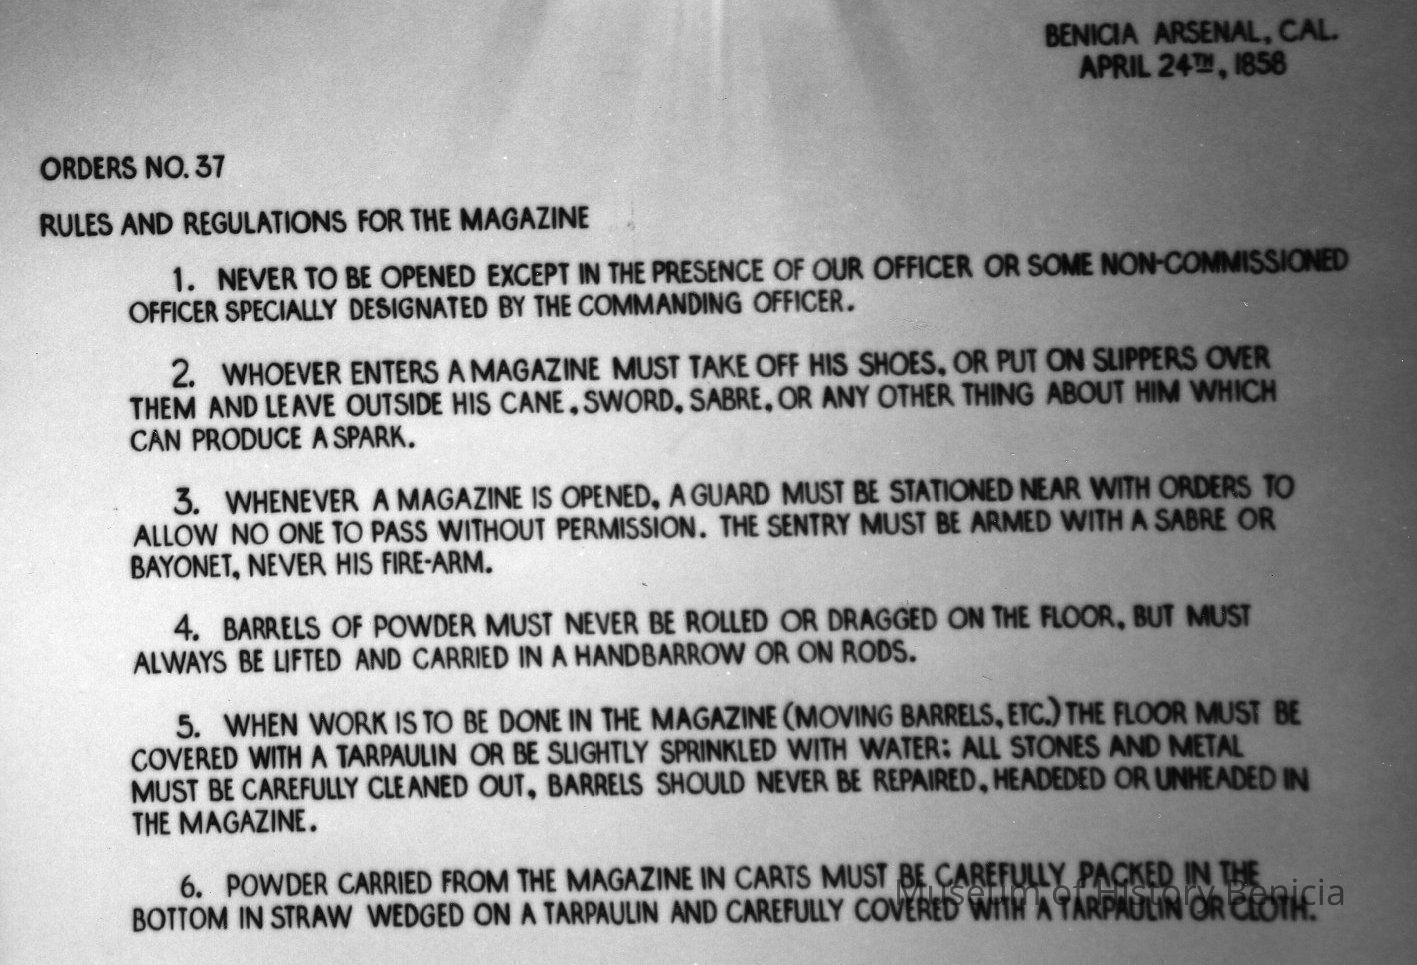 BENICIA ARSENAL, CAL.
APRIL 24TH, 1858
ORDERS NO. 37
RULES AND REGULATIONS FOR THE MAGAZINE
1. NEVER TO BE OPENED EXCEPT IN THE PRESENCE OF OUR OFFICER OR SOME NON-COMMISSIONED
OFFICER SPECIALLY DESIGNATED BY THE COMMANDING OFFICER.
2. WHOEVER ENTERS A MAGAZINE MUST TAKE OFF HIS SHOES, OR PUT ON SLIPPERS OVER
THEM AND LEAVE OUTSIDE HIS CANE, SWORD, SABRE, OR ANY OTHER THING ABOUT HIM WHICH
CAN PRODUCE A SPARK.
3. WHENEVER A MAGAZINE IS OPENED, A GUARD MUST BE STATIONED NEAR WITH ORDERS TO
ALLOW NO ONE TO PASS WITHOUT PERMISSION. THE SENTRY MUST BE ARMED WITH A SABRE OR
BAYONET, NEVER HIS FIRE-ARM.
4. BARRELS OF POWDER MUST NEVER BE ROLLED OR DRAGGED ON THE FLOOR, BUT MUST
ALWAYS BE LIFTED AND CARRIED IN A HANDBARROW OR ON RODS.
5. WHEN WORK IS TO BE DONE IN THE MAGAZINE (MOVING BARRELS, ETC.) THE FLOOR MUST BE
COVERED WITH A TARPAULIN OR BE SLIGHTLY SPRINKLED WITH WATER; ALL STONES AND METAL
MUST BE CAREFULLY CLEANED OUT, BARRELS SHOULD NEVER BE REPAIRED, HEADEDED OR UNHEADED IN
THE MAGAZINE.
6. POWDER CARRIED FROM THE MAGAZINE IN CARTS MUST BE CAREFULLY PACKED IN THE
BOTTOM IN STRAW WEDGED ON A TARPAULIN AND CAREFULLY COVERED WITH A TARPAULIN OR CLOTH.
Museum of History Benicia